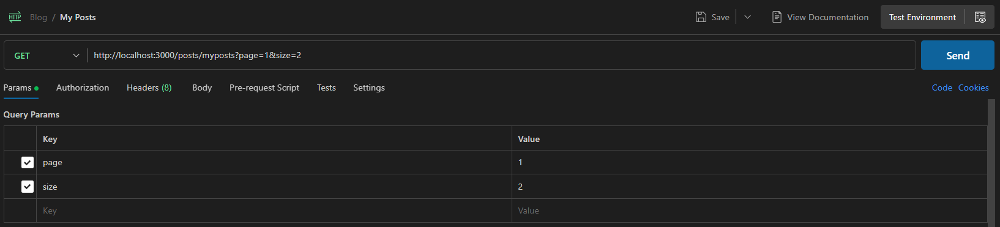 HTTP Blog / My Posts Save View Documentation Test Environment
GET http://localhost:3000/posts/myposts?page=1&size=2 Send
Params Authorization Headers (8) Body Pre-request Script Tests Settings Code Cookies
Query Params
Key Value
page 1
size 2
Key Value